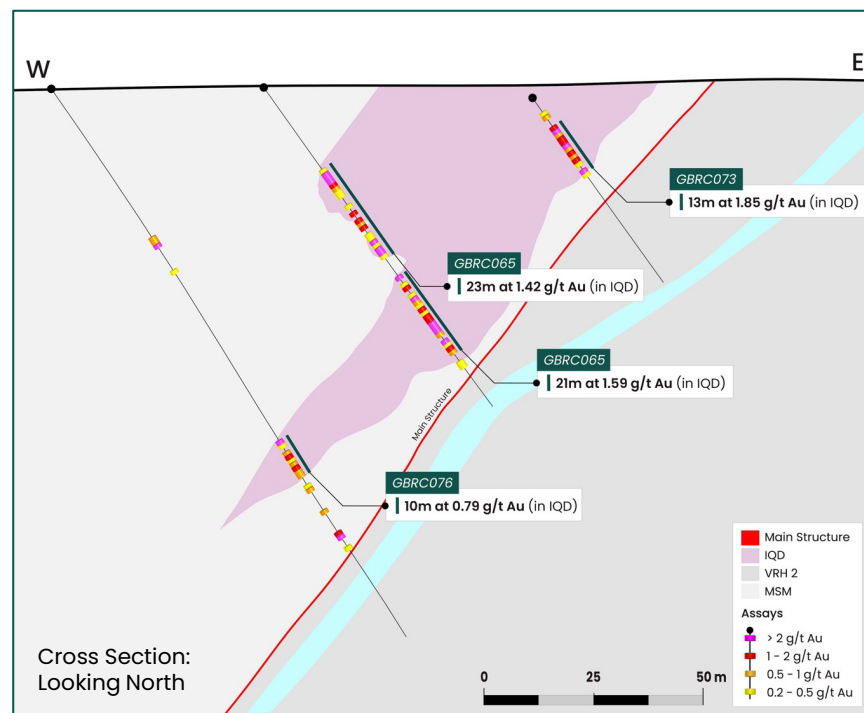 W
E
GBRC073
13m at 1.85 g/t Au (in IQD)
GBRC065
23m at 1.42 g/t Au (in IQD)
GBRC065
21m at 1.59 g/t Au (in IQD)
Main Structure
GBRC076
10m at 0.79 g/t Au (in IQD)
Main Structure
IQD
VRH 2
MSM
Assays
> 2 g/t Au
1 - 2 g/t Au
0.5 - 1 g/t Au
0.2 - 0.5 g/t Au
Cross Section:
Looking North
0 25 50 m